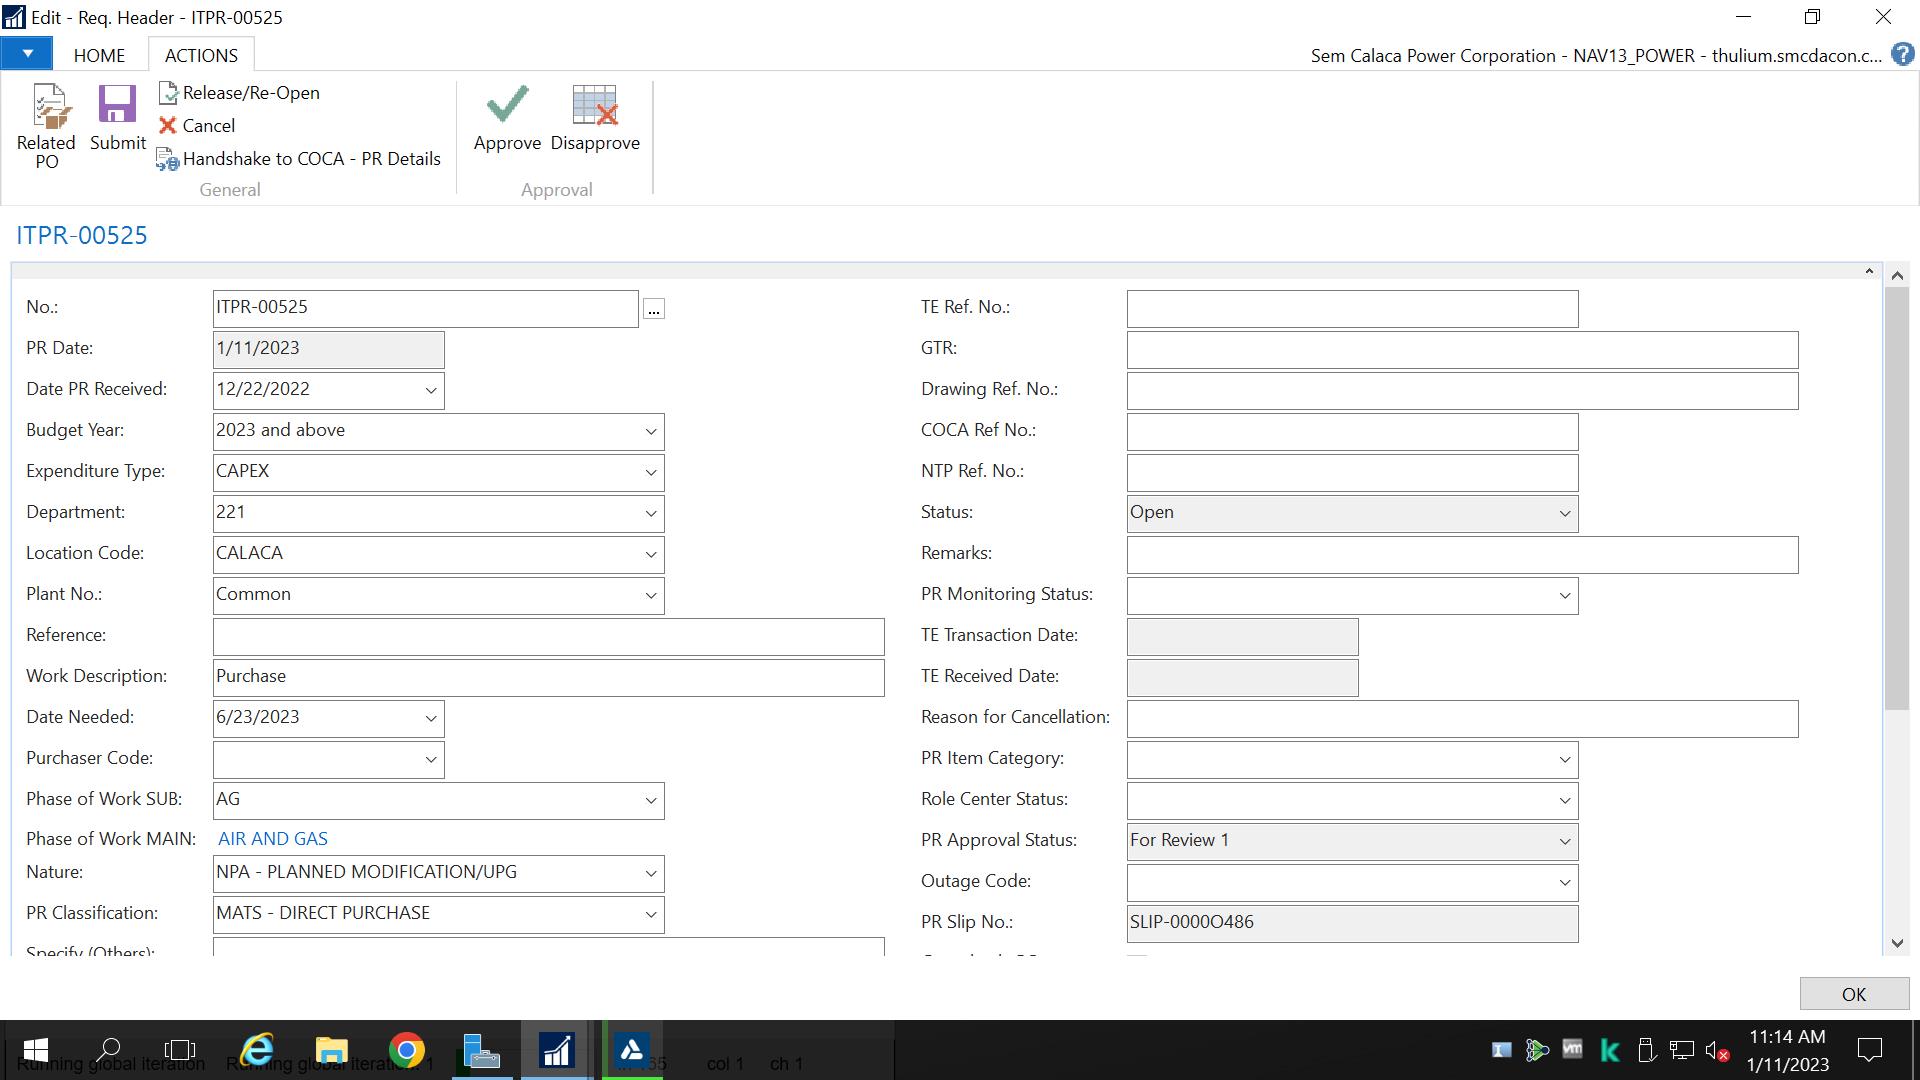 Edit - Req. Header - ITPR-00525
HOME
ACTIONS
Sem Calaca Power Corporation - NAV13_POWER - thulium.smcdacon.c...
Related PO
Submit
Release/Re-Open
Cancel
Handshake to COCA - PR Details
General
Approve
Disapprove
Approval
ITPR-00525
No.: ITPR-00525 ...
PR Date: 1/11/2023
Date PR Received: 12/22/2022
Budget Year: 2023 and above
Expenditure Type: CAPEX
Department: 221
Location Code: CALACA
Plant No.: Common
Reference:
Work Description: Purchase
Date Needed: 6/23/2023
Purchaser Code:
Phase of Work SUB: AG
Phase of Work MAIN: AIR AND GAS
Nature: NPA - PLANNED MODIFICATION/UPG
PR Classification: MATS - DIRECT PURCHASE
Specify (Others):
TE Ref. No.:
GTR:
Drawing Ref. No.:
COCA Ref No.:
NTP Ref. No.:
Status: Open
Remarks:
PR Monitoring Status:
TE Transaction Date:
TE Received Date:
Reason for Cancellation:
PR Item Category:
Role Center Status:
PR Approval Status: For Review 1
Outage Code:
PR Slip No.: SLIP-0000O486
OK
Running global iteration
col 1 ch 1
11:14 AM
1/11/2023